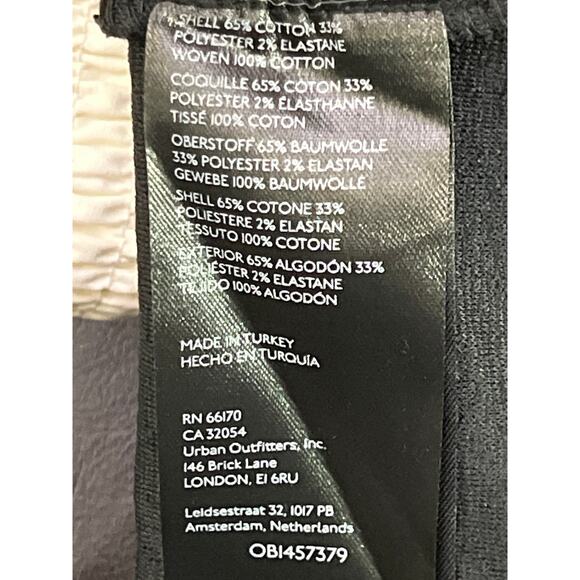 SHELL 65% COTTON 33%
POLYESTER 2% ELASTANE
WOVEN 100% COTTON
COQUILLE 65% COTON 33%
POLYESTER 2% ÉLASTHANNE
TISSÉ 100% COTON
OBERSTOFF 65% BAUMWOLLE
33% POLYESTER 2% ELASTAN
GEWEBE 100% BAUMWOLLE
SHELL 65% COTONE 33%
POLIESTERE 2% ELASTAN
TESSUTO 100% COTONE
EXTERIOR 65% ALGODÓN 33%
POLIÉSTER 2% ELASTANE
TEJIDO 100% ALGODÓN
MADE IN TURKEY
HECHO EN TURQUÍA
RN 66170
CA 32054
Urban Outfitters, Inc.
146 Brick Lane
LONDON, E1 6RU
Leidsestraat 32, 1017 PB
Amsterdam, Netherlands
OB1457379